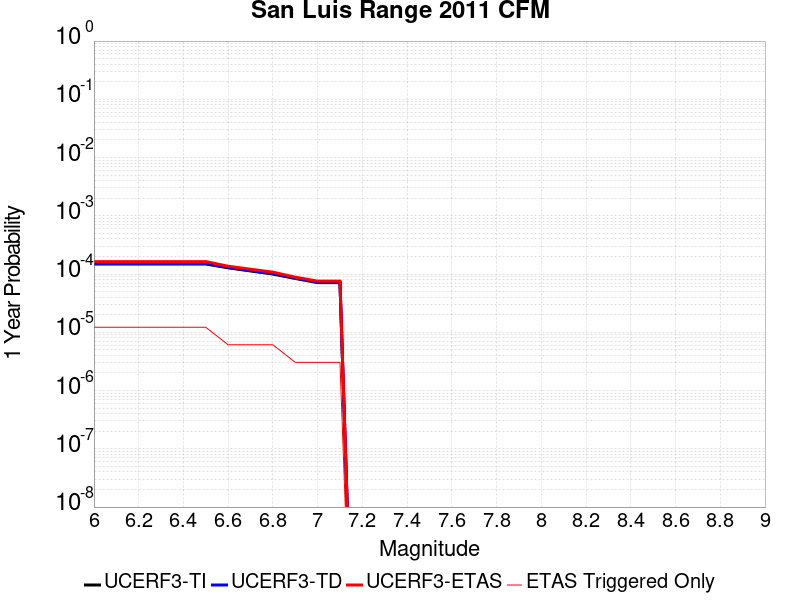 San Luis Range 2011 CFM
10^0
10^-1
10^-2
10^-3
10^-4
10^-5
10^-6
10^-7
10^-8
1 Year Probability
6 6.2 6.4 6.6 6.8 7 7.2 7.4 7.6 7.8 8 8.2 8.4 8.6 8.8 9
Magnitude
UCERF3-TI UCERF3-TD UCERF3-ETAS ETAS Triggered Only